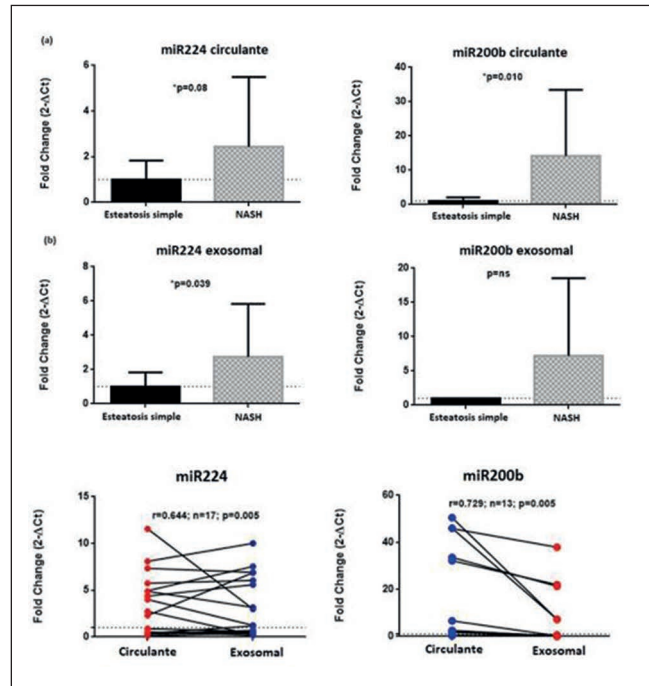 (a)
miR224 circulante
Fold Change (2-ΔCt)
6
4
2
0
*p=0.08
Esteatosis simple
NASH
miR200b circulante
Fold Change (2-ΔCt)
40
30
20
10
0
*p=0.010
Esteatosis simple
NASH
(b)
miR224 exosomal
Fold Change (2-ΔCt)
8
6
4
2
0
*p=0.039
Esteatosis simple
NASH
miR200b exosomal
Fold Change (2-ΔCt)
20
15
10
5
0
p=ns
Esteatosis simple
NASH
miR224
Fold Change (2-ΔCt)
15
10
5
0
r=0.644; n=17; p=0.005
Circulante
Exosomal
miR200b
Fold Change (2-ΔCt)
60
40
20
0
r=0.729; n=13; p=0.005
Circulante
Exosomal